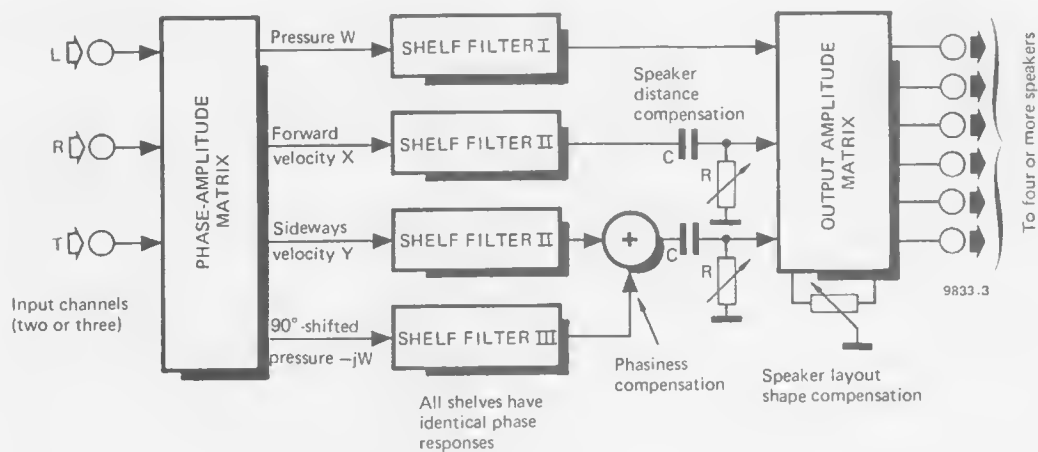 L
R
T
Input channels
(two or three)
PHASE-AMPLITUDE
MATRIX
Pressure W
Forward
velocity X
Sideways
velocity Y
90°-shifted
pressure –jW
SHELF FILTER I
SHELF FILTER II
SHELF FILTER II
SHELF FILTER III
All shelves have
identical phase
responses
Speaker
distance
compensation
C
R
+
C
R
Phasiness
compensation
OUTPUT AMPLITUDE
MATRIX
Speaker layout
shape compensation
9833.3
To four or more speakers